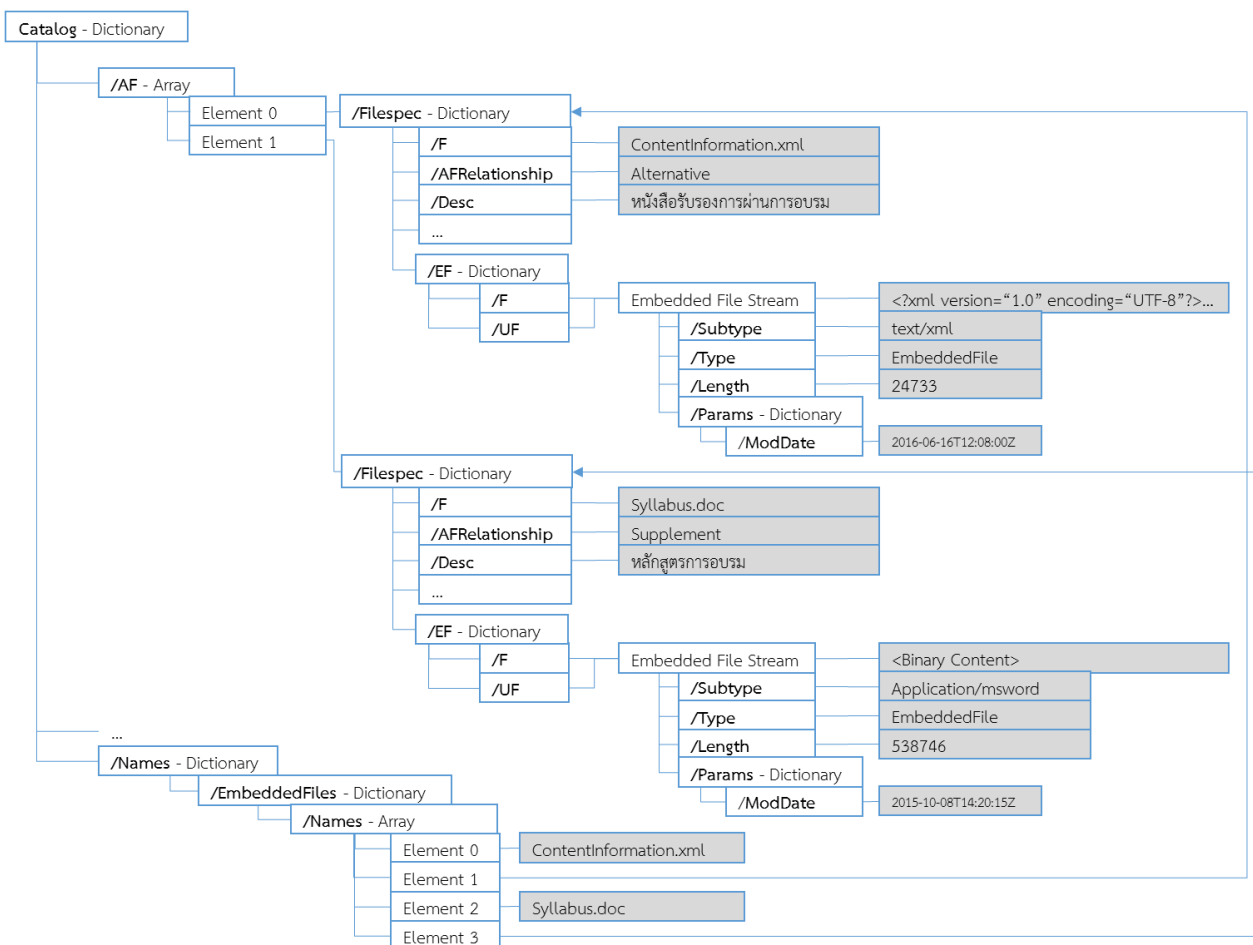 Catalog - Dictionary
/AF - Array
Element 0
/Filespec - Dictionary
Element 1
/F
ContentInformation.xml
/AFRelationship
Alternative
/Desc
หนังสือรับรองการผ่านการอบรม
...
/EF - Dictionary
/F
Embedded File Stream
<?xml version=“1.0” encoding=“UTF-8”?>...
/UF
/Subtype
text/xml
/Type
EmbeddedFile
/Length
24733
/Params - Dictionary
/ModDate
2016-06-16T12:08:00Z
/Filespec - Dictionary
/F
Syllabus.doc
/AFRelationship
Supplement
/Desc
หลักสูตรการอบรม
...
/EF - Dictionary
/F
Embedded File Stream
<Binary Content>
/UF
/Subtype
Application/msword
/Type
EmbeddedFile
...
/Length
538746
/Names - Dictionary
/Params - Dictionary
/EmbeddedFiles - Dictionary
/ModDate
2015-10-08T14:20:15Z
/Names - Array
Element 0
ContentInformation.xml
Element 1
Element 2
Syllabus.doc
Element 3